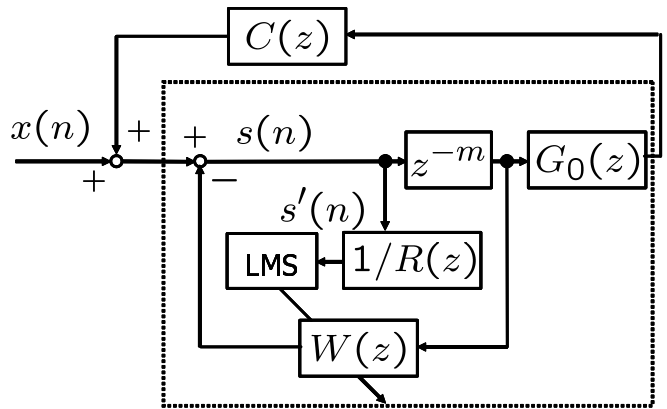 C(z)
x(n)
+
+
+
−
s(n)
z^{-m}
G_0(z)
s'(n)
LMS
1/R(z)
W(z)